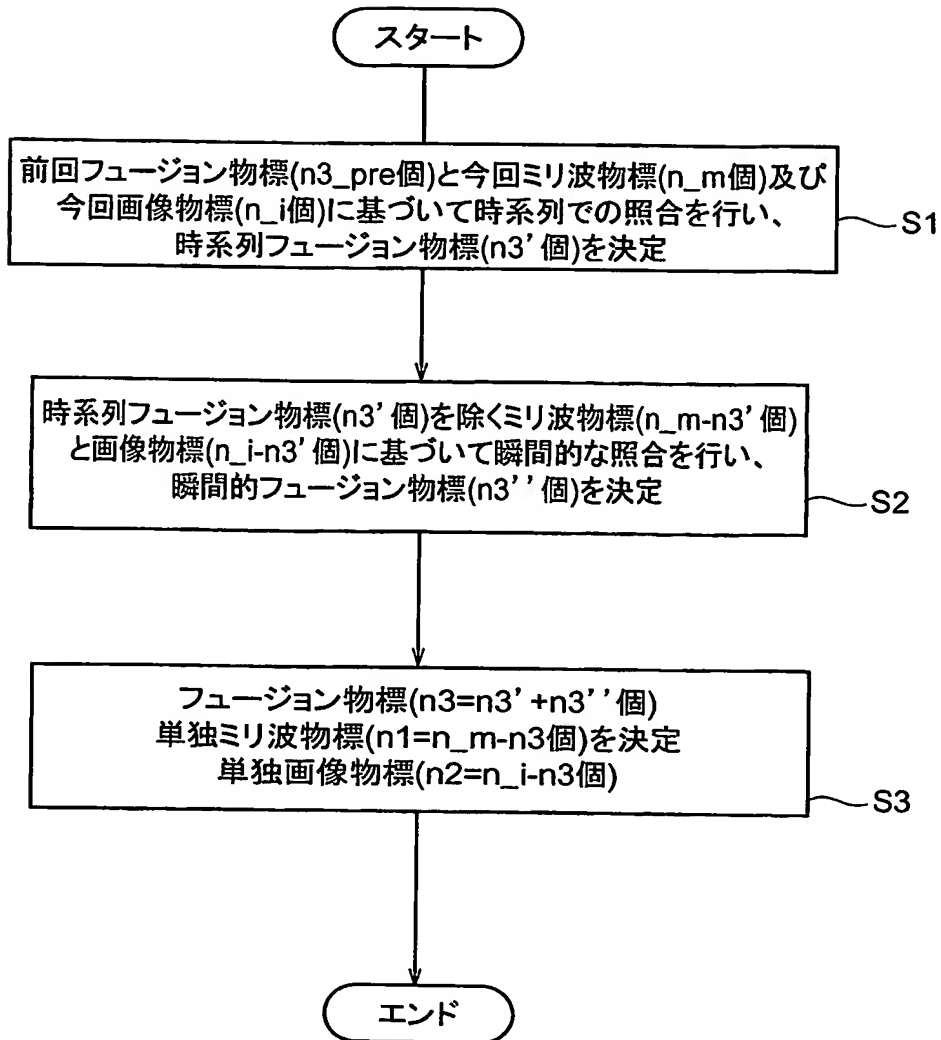 スタート
前回フュージョン物標(n3_pre個)と今回ミリ波物標(n_m個)及び
今回画像物標(n_i個)に基づいて時系列での照合を行い、
時系列フュージョン物標(n3'個)を決定
S1
時系列フュージョン物標(n3'個)を除くミリ波物標(n_m-n3'個)
と画像物標(n_i-n3'個)に基づいて瞬間的な照合を行い、
瞬間的フュージョン物標(n3''個)を決定
S2
フュージョン物標(n3=n3'+n3''個)
単独ミリ波物標(n1=n_m-n3個)を決定
単独画像物標(n2=n_i-n3個)
S3
エンド